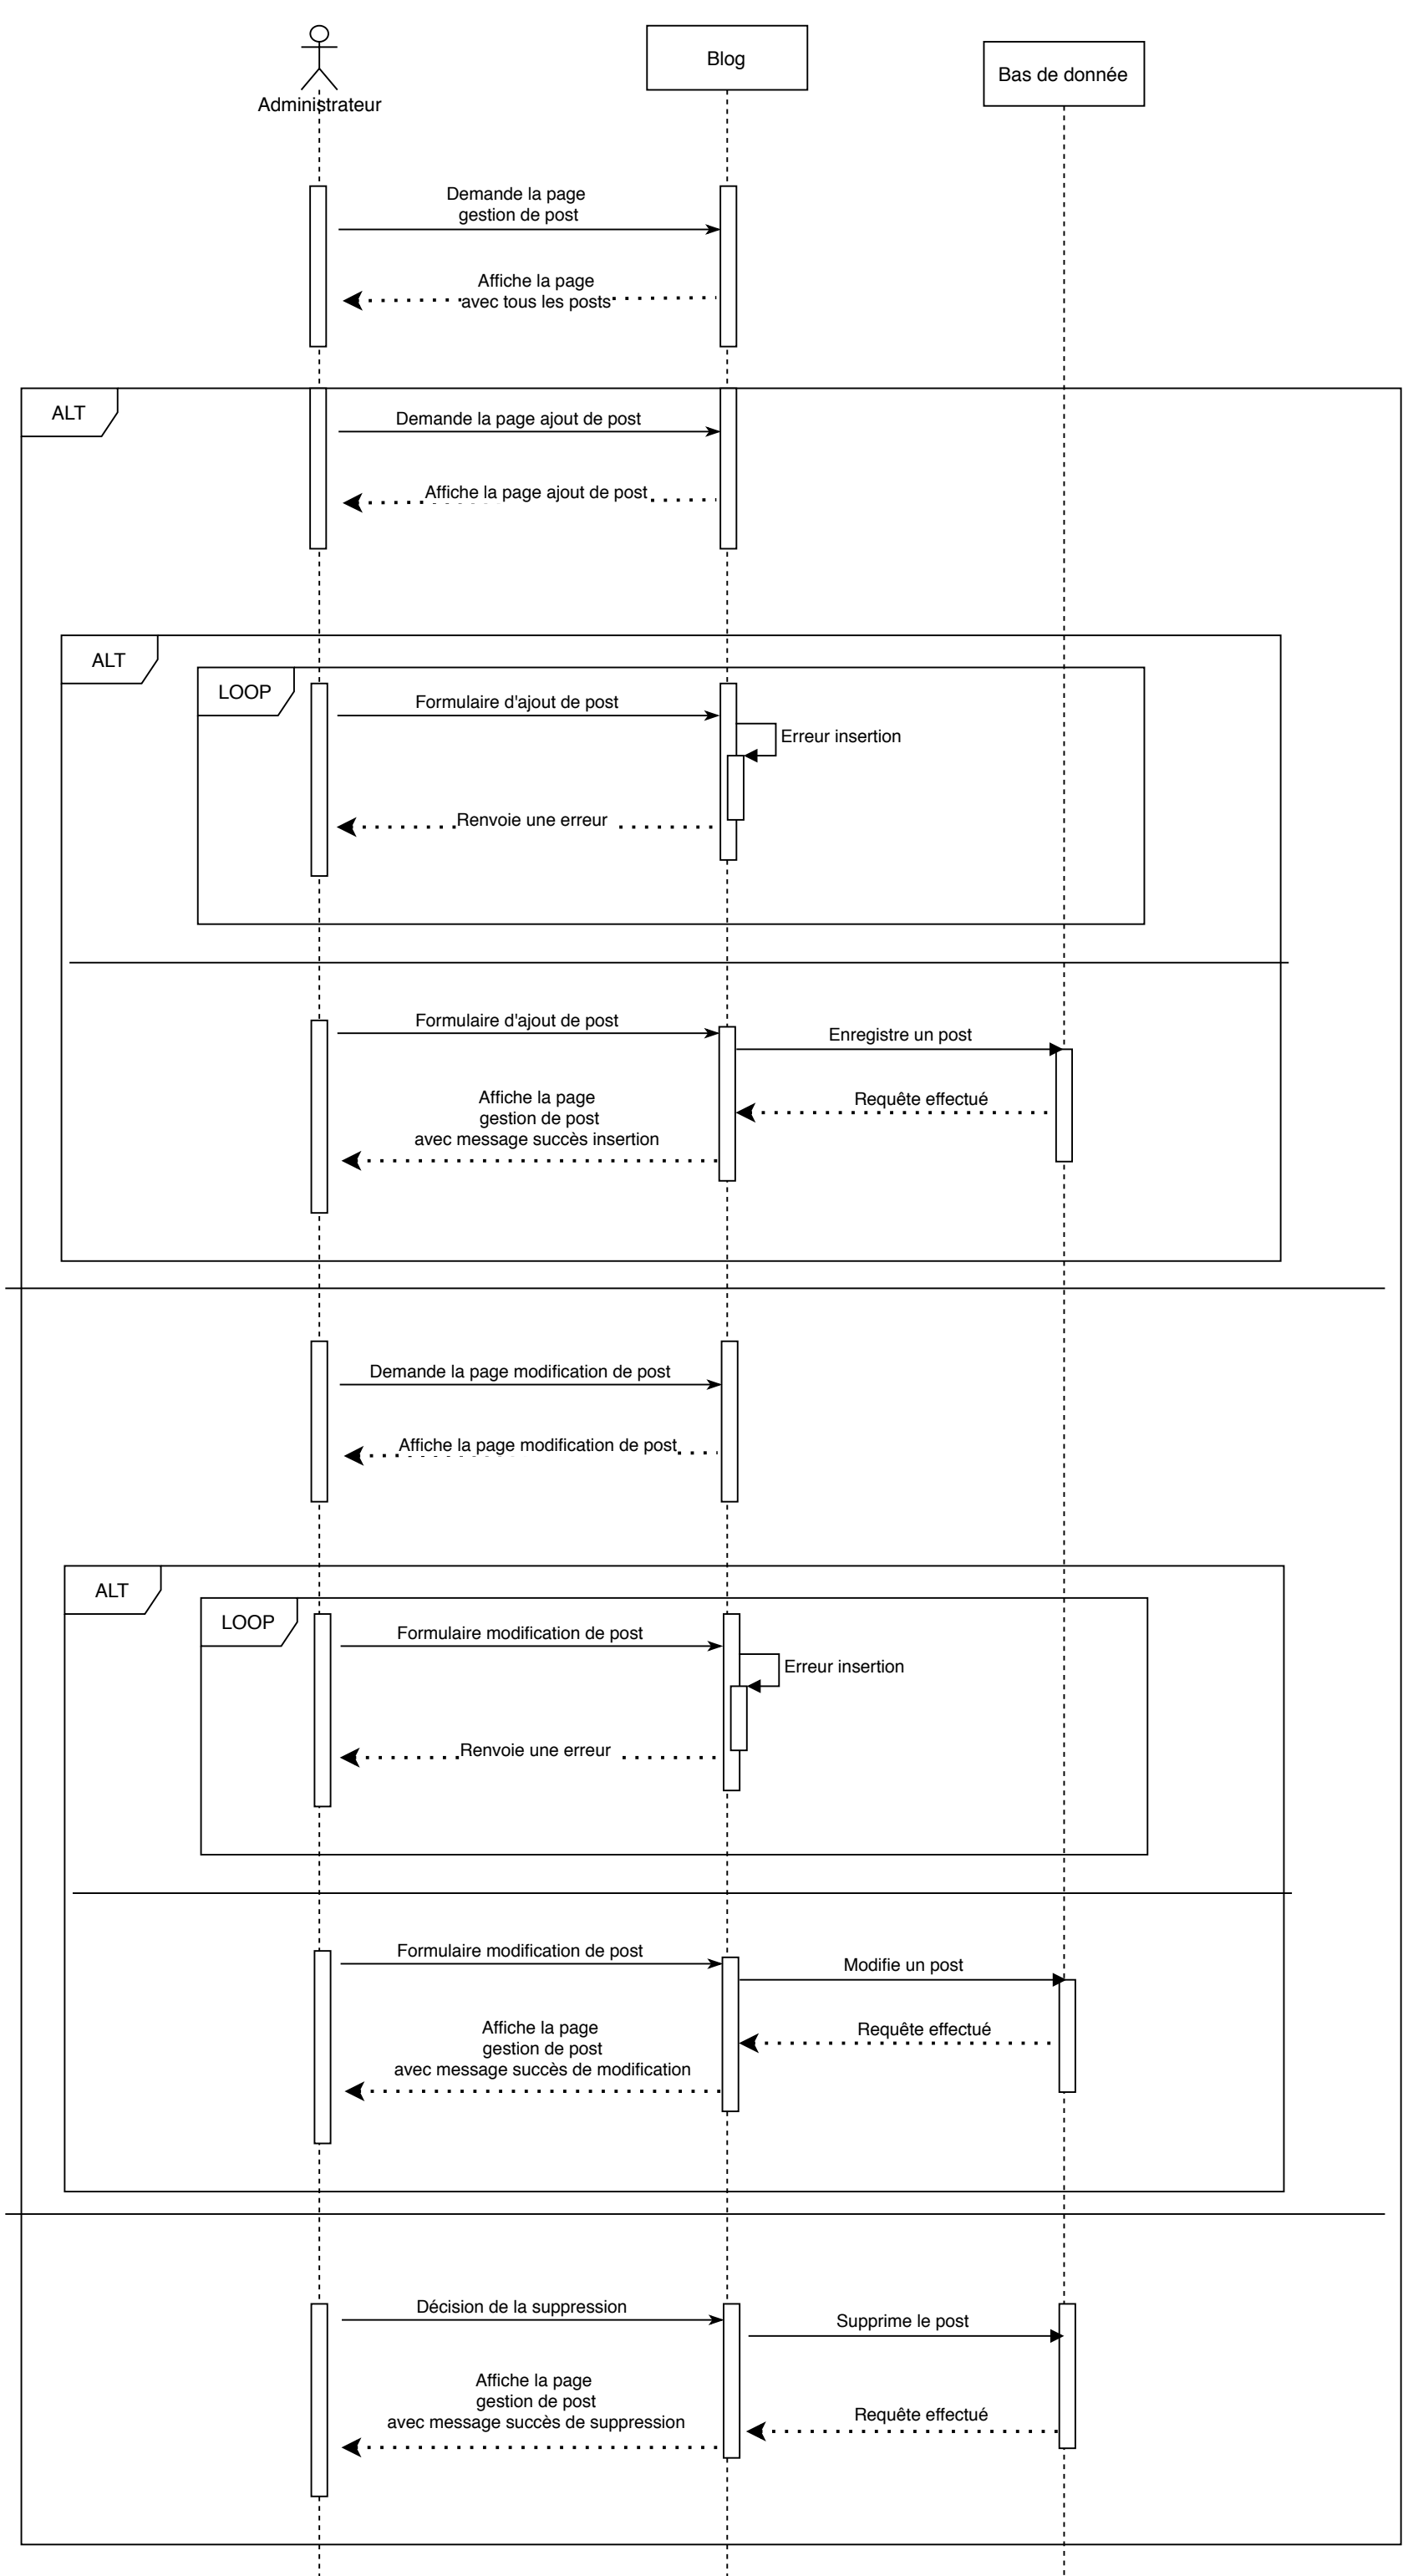 Administrateur
Blog
Bas de donnée
Demande la page
gestion de post
Affiche la page
avec tous les posts
ALT
Demande la page ajout de post
Affiche la page ajout de post
ALT
LOOP
Formulaire d'ajout de post
Erreur insertion
Renvoie une erreur
Formulaire d'ajout de post
Enregistre un post
Requête effectué
Affiche la page
gestion de post
avec message succès insertion
Demande la page modification de post
Affiche la page modification de post
ALT
LOOP
Formulaire modification de post
Erreur insertion
Renvoie une erreur
Formulaire modification de post
Modifie un post
Requête effectué
Affiche la page
gestion de post
avec message succès de modification
Décision de la suppression
Supprime le post
Affiche la page
gestion de post
avec message succès de suppression
Requête effectué